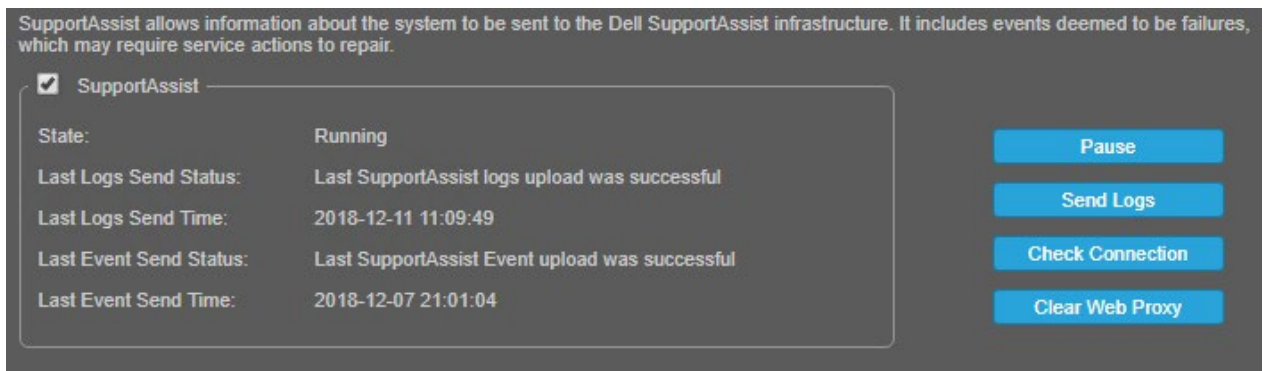 SupportAssist allows information about the system to be sent to the Dell SupportAssist infrastructure. It includes events deemed to be failures,
which may require service actions to repair.
SupportAssist
State: Running
Last Logs Send Status: Last SupportAssist logs upload was successful
Last Logs Send Time: 2018-12-11 11:09:49
Last Event Send Status: Last SupportAssist Event upload was successful
Last Event Send Time: 2018-12-07 21:01:04
Pause
Send Logs
Check Connection
Clear Web Proxy